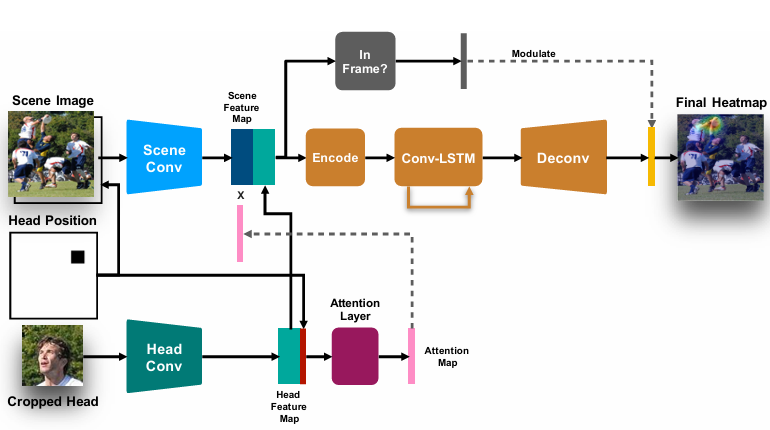 In
Frame?
Modulate
Scene Image
Scene
Feature
Map
Final Heatmap
Scene
Conv
Encode
Conv-LSTM
Deconv
X
Head Position
Attention
Layer
Head
Conv
Attention
Map
Cropped Head
Head
Feature
Map